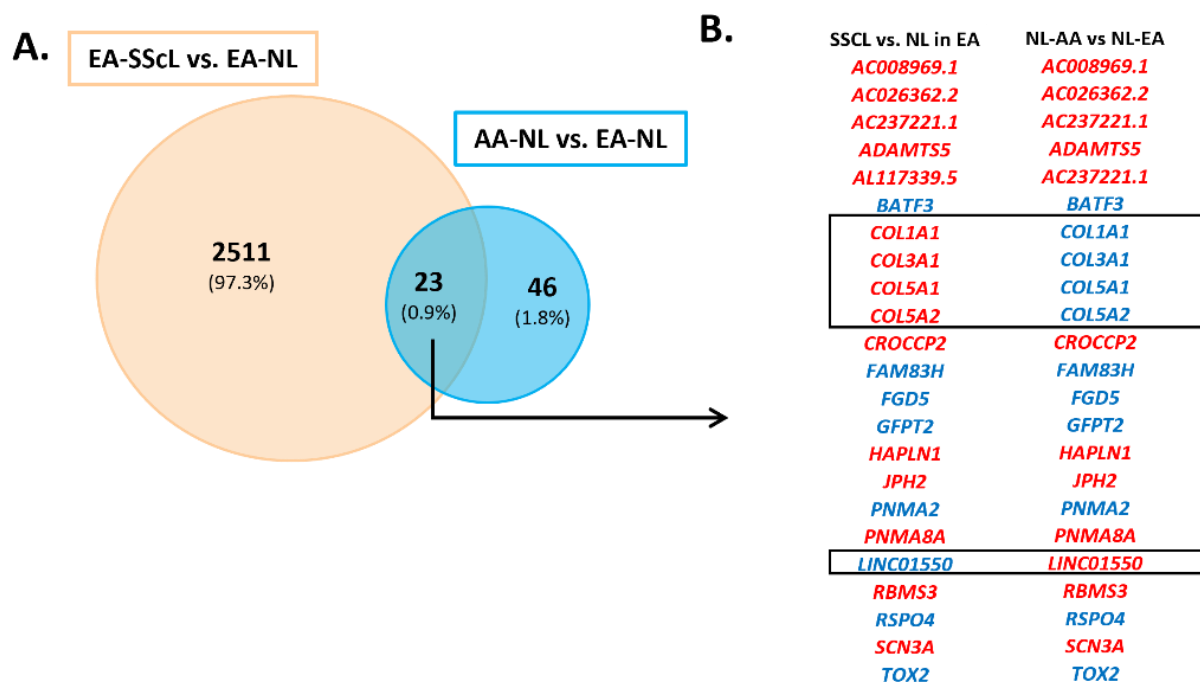 A.
EA-SScL vs. EA-NL
AA-NL vs. EA-NL
2511
(97.3%)
23
(0.9%)
46
(1.8%)
B.
SSCL vs. NL in EA NL-AA vs NL-EA
AC008969.1 AC008969.1
AC026362.2 AC026362.2
AC237221.1 AC237221.1
ADAMTS5 ADAMTS5
AL117339.5 AC237221.1
BATF3 BATF3
COL1A1 COL1A1
COL3A1 COL3A1
COL5A1 COL5A1
COL5A2 COL5A2
CROCCP2 CROCCP2
FAM83H FAM83H
FGD5 FGD5
GFPT2 GFPT2
HAPLN1 HAPLN1
JPH2 JPH2
PNMA2 PNMA2
PNMA8A PNMA8A
LINC01550 LINC01550
RBMS3 RBMS3
RSPO4 RSPO4
SCN3A SCN3A
TOX2 TOX2